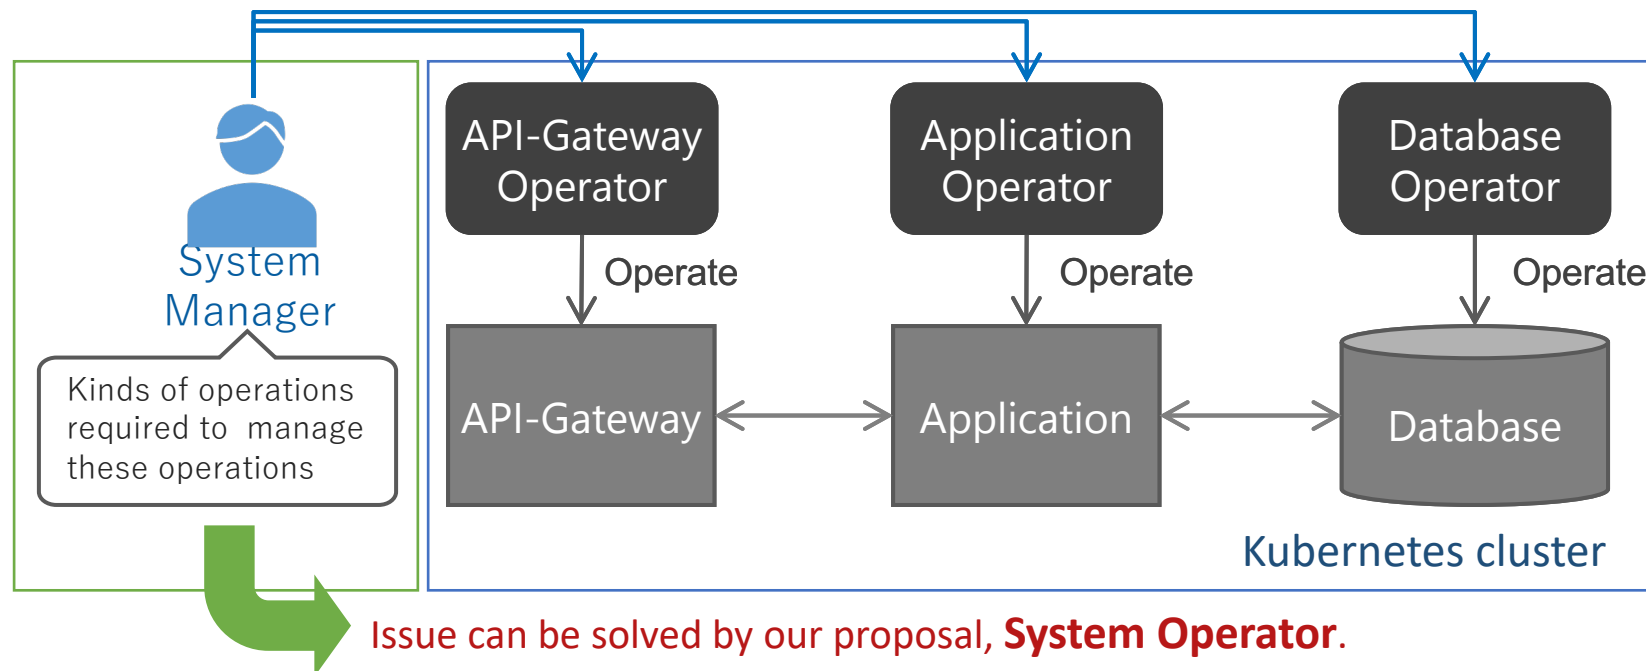 API-Gateway
Operator
Application
Operator
Database
Operator
System
Manager
Operate
Operate
Operate
Kinds of operations
required to  manage
these operations
API-Gateway
Application
Database
Kubernetes cluster
Issue can be solved by our proposal, System Operator.